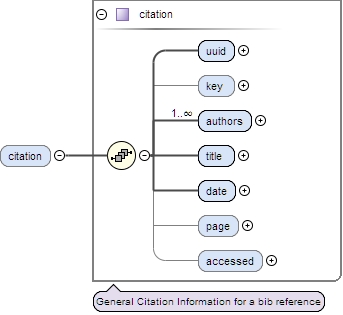 citation
uuid
key
1..∞
authors
citation
title
date
page
accessed
General Citation Information for a bib reference